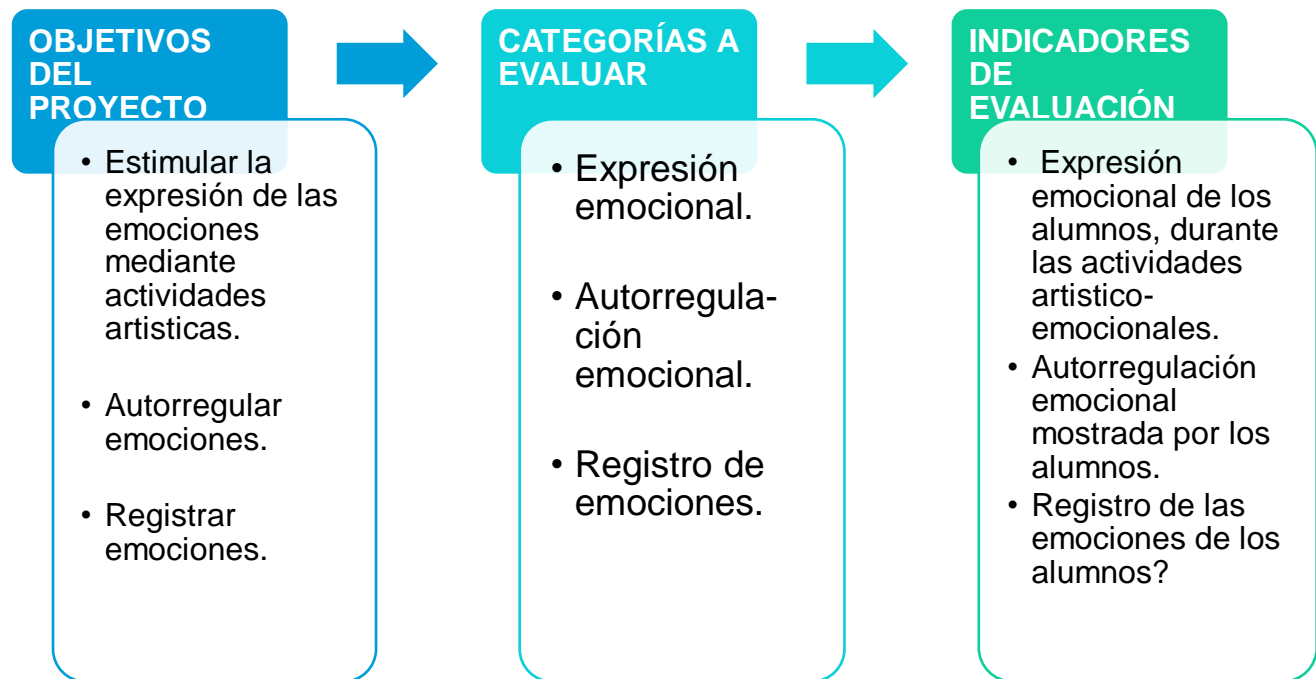 OBJETIVOS
DEL
PROYECTO
• Estimular la
expresión de las
emociones
mediante
actividades
artisticas.
• Autorregular
emociones.
• Registrar
emociones.
CATEGORÍAS A
EVALUAR
• Expresión
emocional.
• Autorregula-
ción
emocional.
• Registro de
emociones.
INDICADORES
DE
EVALUACIÓN
• Expresión
emocional de los
alumnos, durante
las actividades
artistico-
emocionales.
• Autorregulación
emocional
mostrada por los
alumnos.
• Registro de las
emociones de los
alumnos?